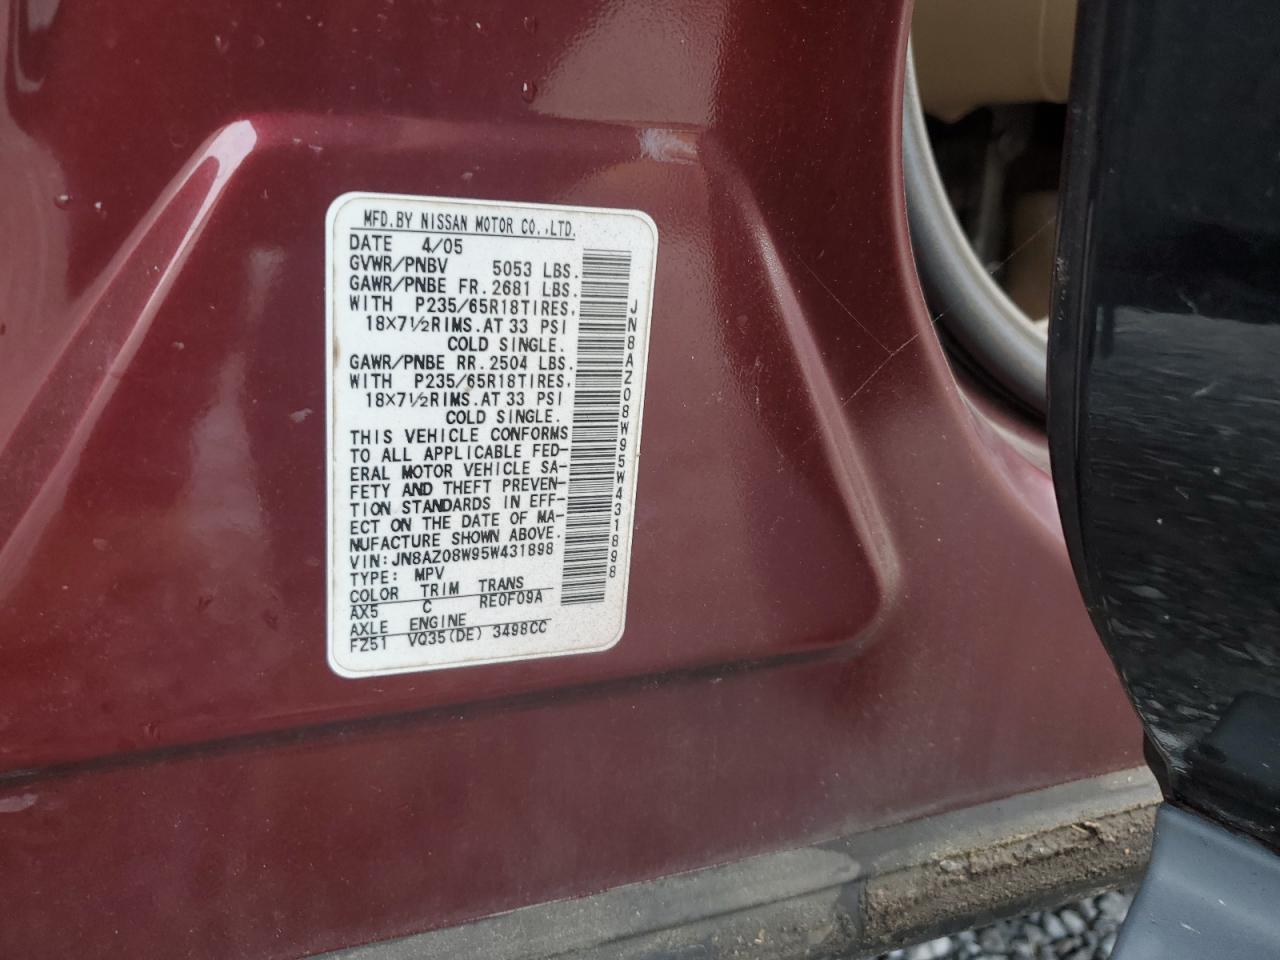 MFD.BY NISSAN MOTOR CO.,LTD.
DATE 4/05
GVWR/PNBV 5053 LBS.
GAWR/PNBE FR.2681 LBS.
WITH P235/65R18TIRES,
18×7½RIMS.AT 33 PSI
COLD SINGLE.
GAWR/PNBE RR.2504 LBS.
WITH P235/65R18TIRES,
18×7½RIMS.AT 33 PSI
COLD SINGLE.
THIS VEHICLE CONFORMS
TO ALL APPLICABLE FED-
ERAL MOTOR VEHICLE SA-
FETY AND THEFT PREVEN-
TION STANDARDS IN EFF-
ECT ON THE DATE OF MA-
NUFACTURE SHOWN ABOVE.
VIN:JN8AZ08W95W431898
TYPE: MPV
COLOR TRIM TRANS
AX5 C RE0F09A
AXLE ENGINE
FZ51 VQ35(DE) 3498CC
JN8AZ08W95W431898